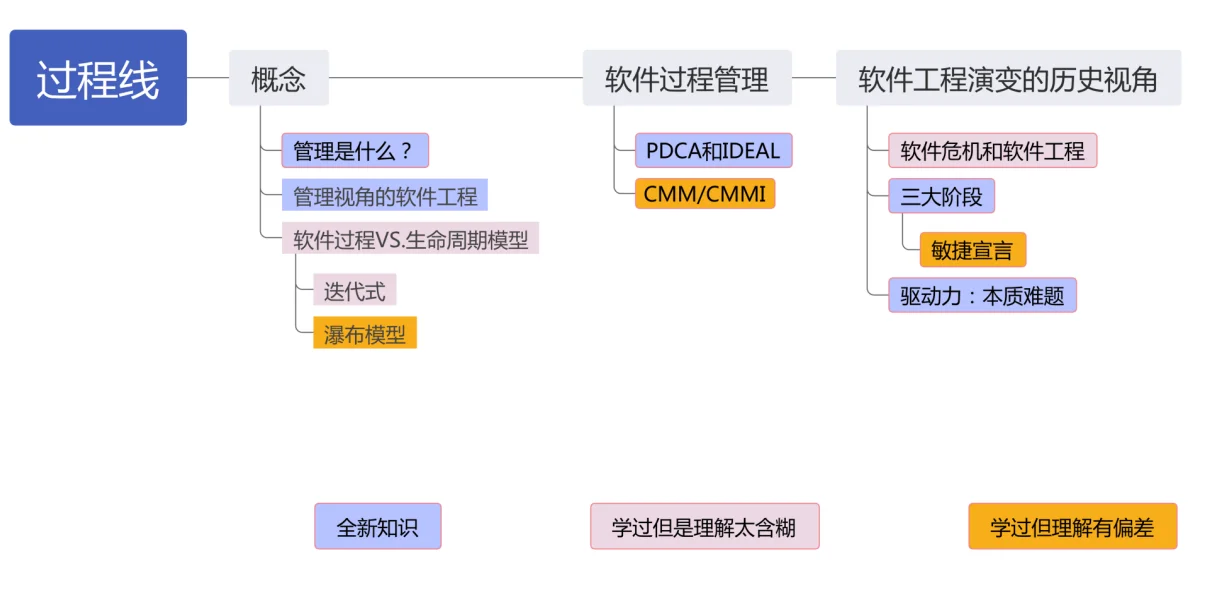 过程线
概念
管理是什么？
管理视角的软件工程
软件过程VS.生命周期模型
迭代式
瀑布模型
软件过程管理
PDCA和IDEAL
CMM/CMMI
软件工程演变的历史视角
软件危机和软件工程
三大阶段
敏捷宣言
驱动力：本质难题
全新知识
学过但是理解太含糊
学过但理解有偏差